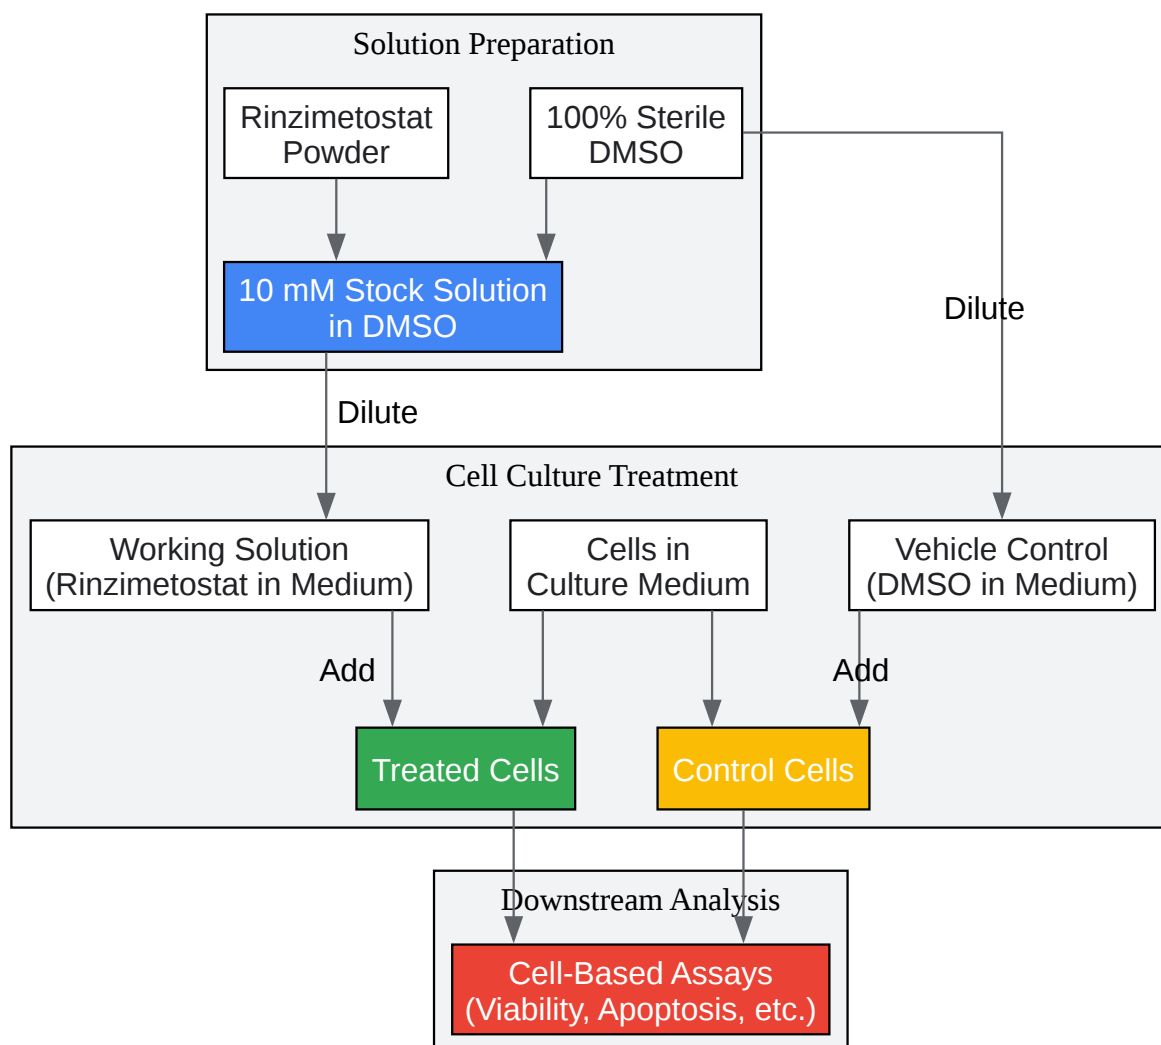 Solution Preparation
Rinzimetostat
Powder
100% Sterile
DMSO
10 mM Stock Solution
in DMSO
Dilute
Dilute
Cell Culture Treatment
Working Solution
(Rinzimetostat in Medium)
Cells in
Culture Medium
Vehicle Control
(DMSO in Medium)
Add
Add
Treated Cells
Control Cells
Downstream Analysis
Cell-Based Assays
(Viability, Apoptosis, etc.)